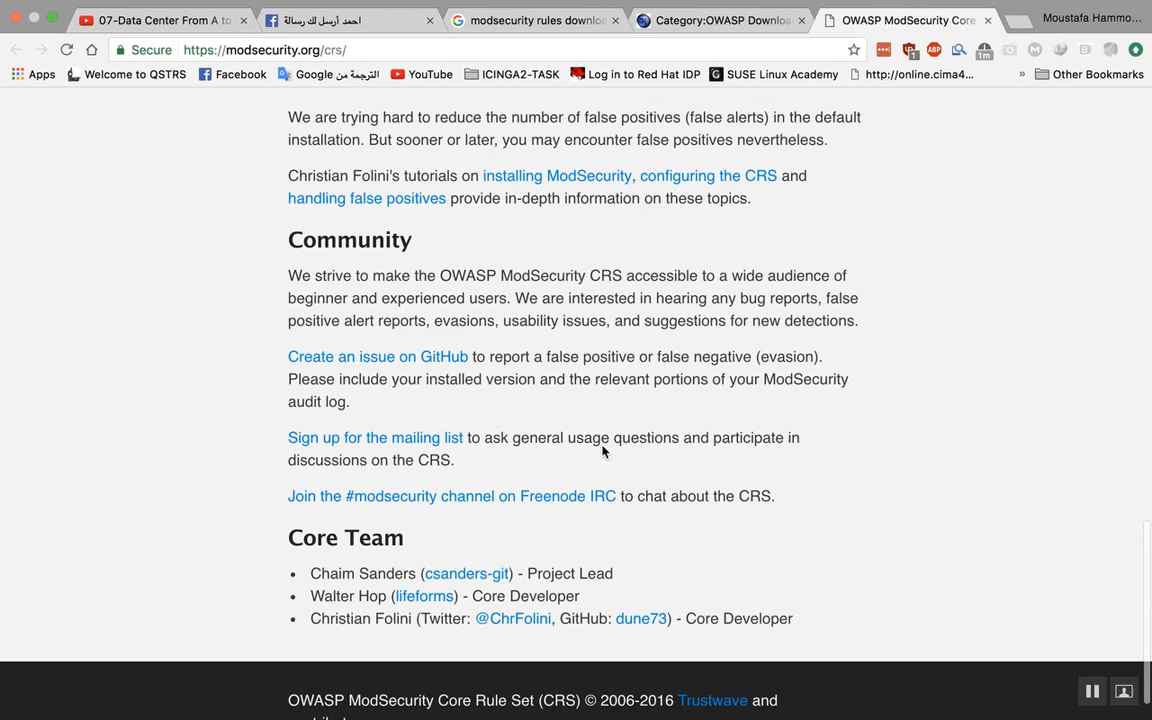 07-Data Center From A to
احمد أرسل لك رسالة
modsecurity rules downloa
Category:OWASP Downloa
OWASP ModSecurity Core
Moustafa Hammo...
Secure https://modsecurity.org/crs/
Apps Welcome to QSTRS Facebook Google الترجمة من YouTube ICINGA2-TASK Log in to Red Hat IDP SUSE Linux Academy http://online.cima4... » Other Bookmarks
We are trying hard to reduce the number of false positives (false alerts) in the default
installation. But sooner or later, you may encounter false positives nevertheless.
Christian Folini's tutorials on installing ModSecurity, configuring the CRS and
handling false positives provide in-depth information on these topics.
Community
We strive to make the OWASP ModSecurity CRS accessible to a wide audience of
beginner and experienced users. We are interested in hearing any bug reports, false
positive alert reports, evasions, usability issues, and suggestions for new detections.
Create an issue on GitHub to report a false positive or false negative (evasion).
Please include your installed version and the relevant portions of your ModSecurity
audit log.
Sign up for the mailing list to ask general usage questions and participate in
discussions on the CRS.
Join the #modsecurity channel on Freenode IRC to chat about the CRS.
Core Team
• Chaim Sanders (csanders-git) - Project Lead
• Walter Hop (lifeforms) - Core Developer
• Christian Folini (Twitter: @ChrFolini, GitHub: dune73) - Core Developer
OWASP ModSecurity Core Rule Set (CRS) © 2006-2016 Trustwave and